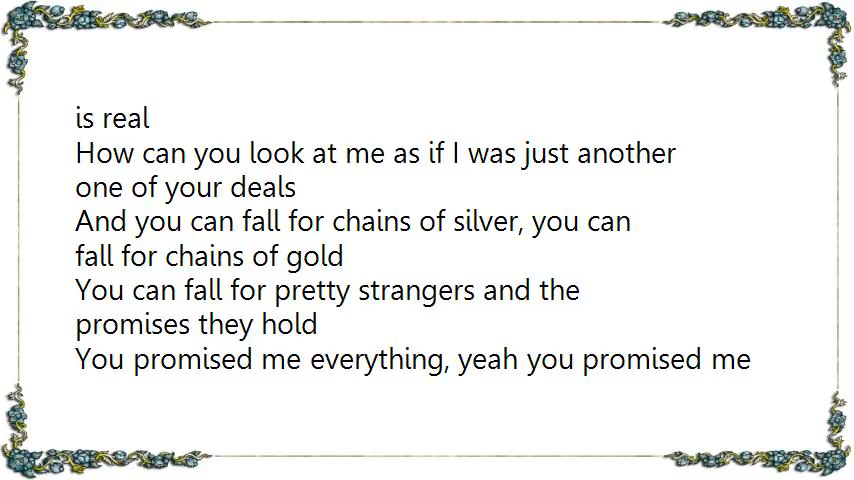 is real
How can you look at me as if I was just another
one of your deals
And you can fall for chains of silver, you can
fall for chains of gold
You can fall for pretty strangers and the
promises they hold
You promised me everything, yeah you promised me